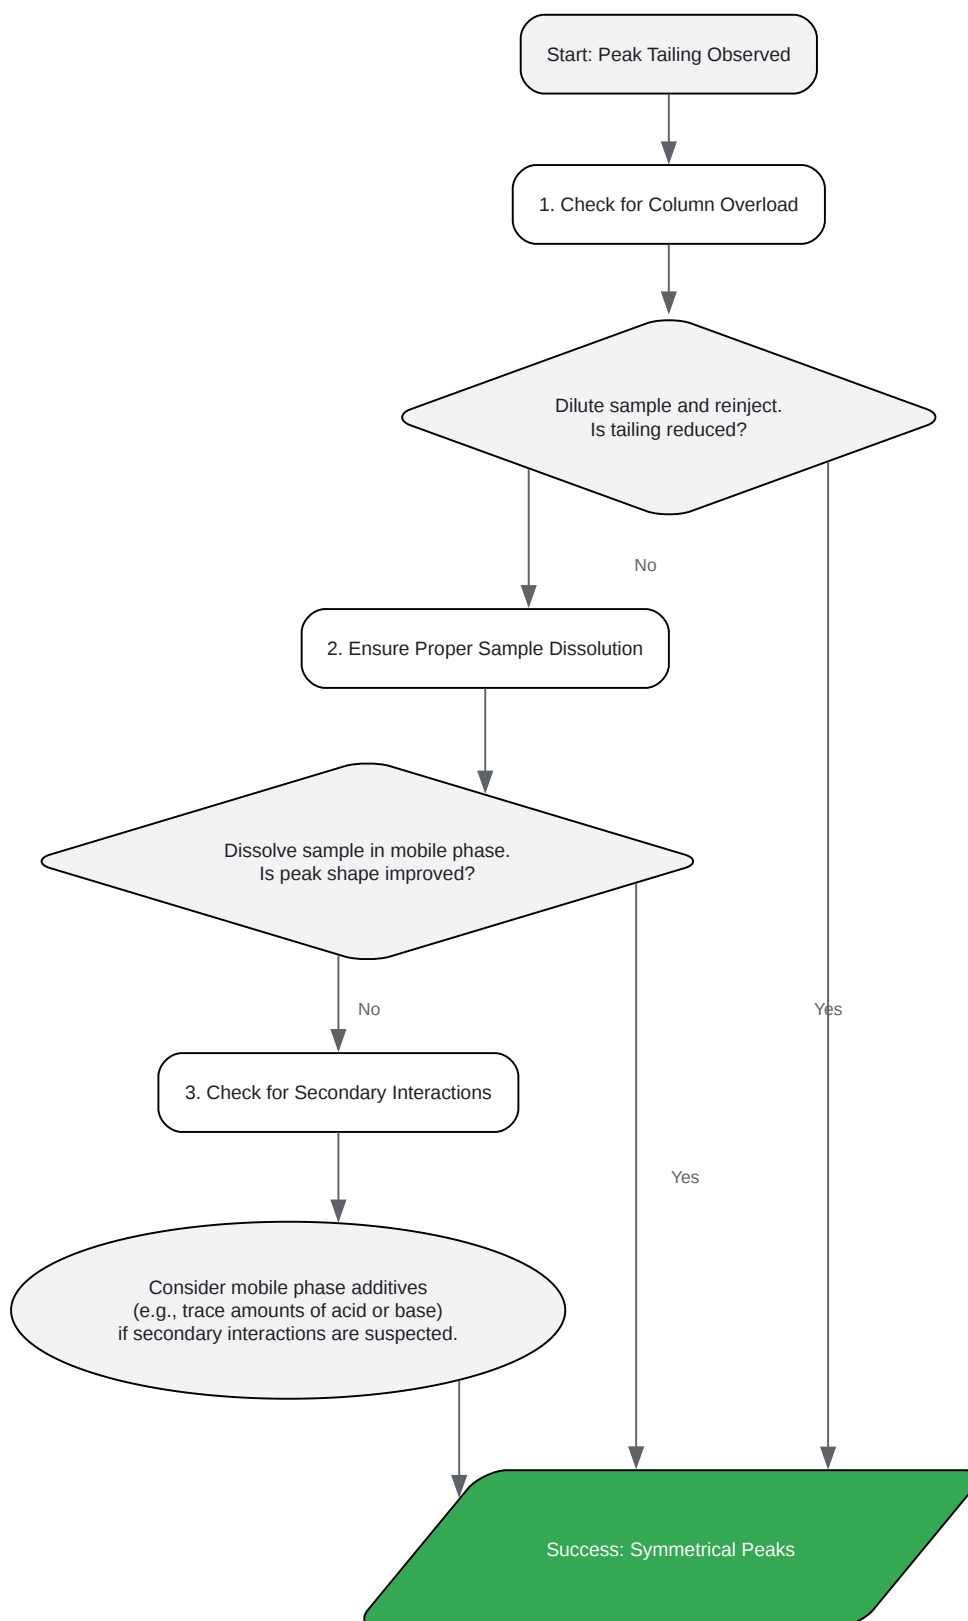 Start: Peak Tailing Observed
1. Check for Column Overload
Dilute sample and reinject.
Is tailing reduced?
No
2. Ensure Proper Sample Dissolution
Dissolve sample in mobile phase.
Is peak shape improved?
No
Yes
3. Check for Secondary Interactions
Yes
Consider mobile phase additives
(e.g., trace amounts of acid or base)
if secondary interactions are suspected.
Success: Symmetrical Peaks